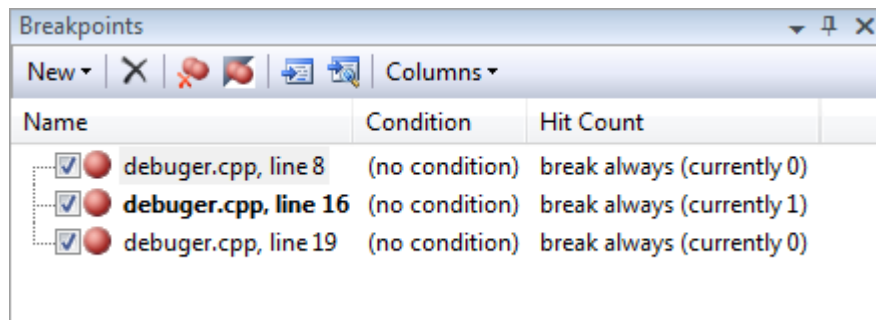 Breakpoints
New Columns
Name Condition Hit Count
debuger.cpp, line 8 (no condition) break always (currently 0)
debuger.cpp, line 16 (no condition) break always (currently 1)
debuger.cpp, line 19 (no condition) break always (currently 0)